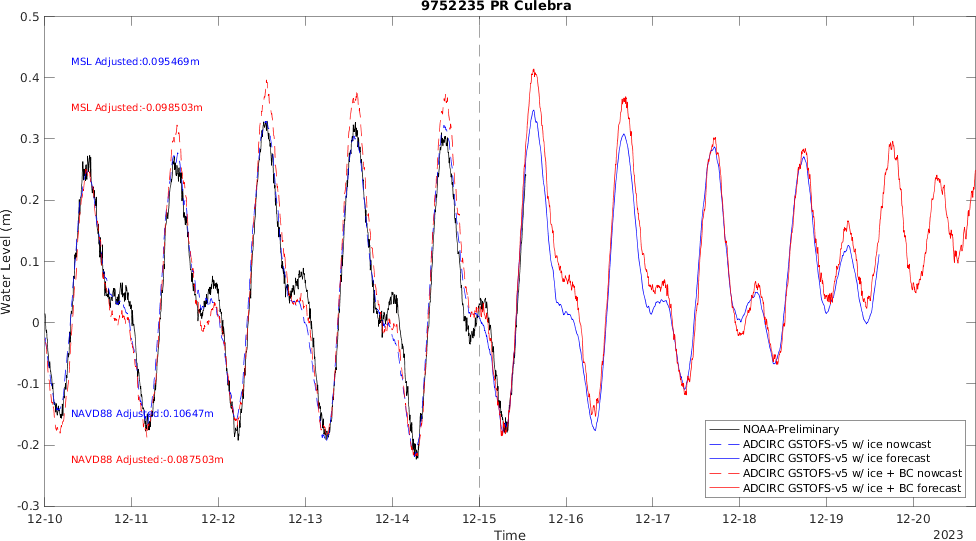 9752235 PR Culebra
0.5
0.4
0.3
0.2
0.1
0
-0.1
-0.2
-0.3
Water Level (m)
MSL Adjusted:0.095469m
MSL Adjusted:-0.098503m
NAVD88 Adjusted:0.10647m
NAVD88 Adjusted:-0.087503m
NOAA-Preliminary
ADCIRC GSTOFS-v5 w/ ice nowcast
ADCIRC GSTOFS-v5 w/ ice forecast
ADCIRC GSTOFS-v5 w/ ice + BC nowcast
ADCIRC GSTOFS-v5 w/ ice + BC forecast
12-10 12-11 12-12 12-13 12-14 12-15 12-16 12-17 12-18 12-19 12-20
Time
2023